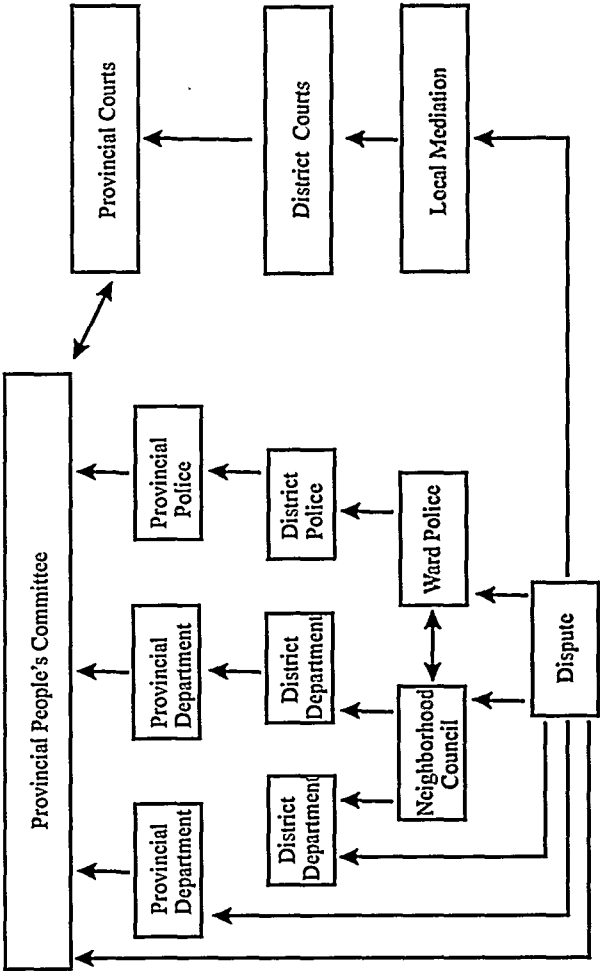 Provincial People's Committee
Provincial Courts
Provincial
Department
Provincial
Department
Provincial
Police
District
Department
District
Department
District
Police
District Courts
Neighborhood
Council
Ward Police
Local Mediation
Dispute